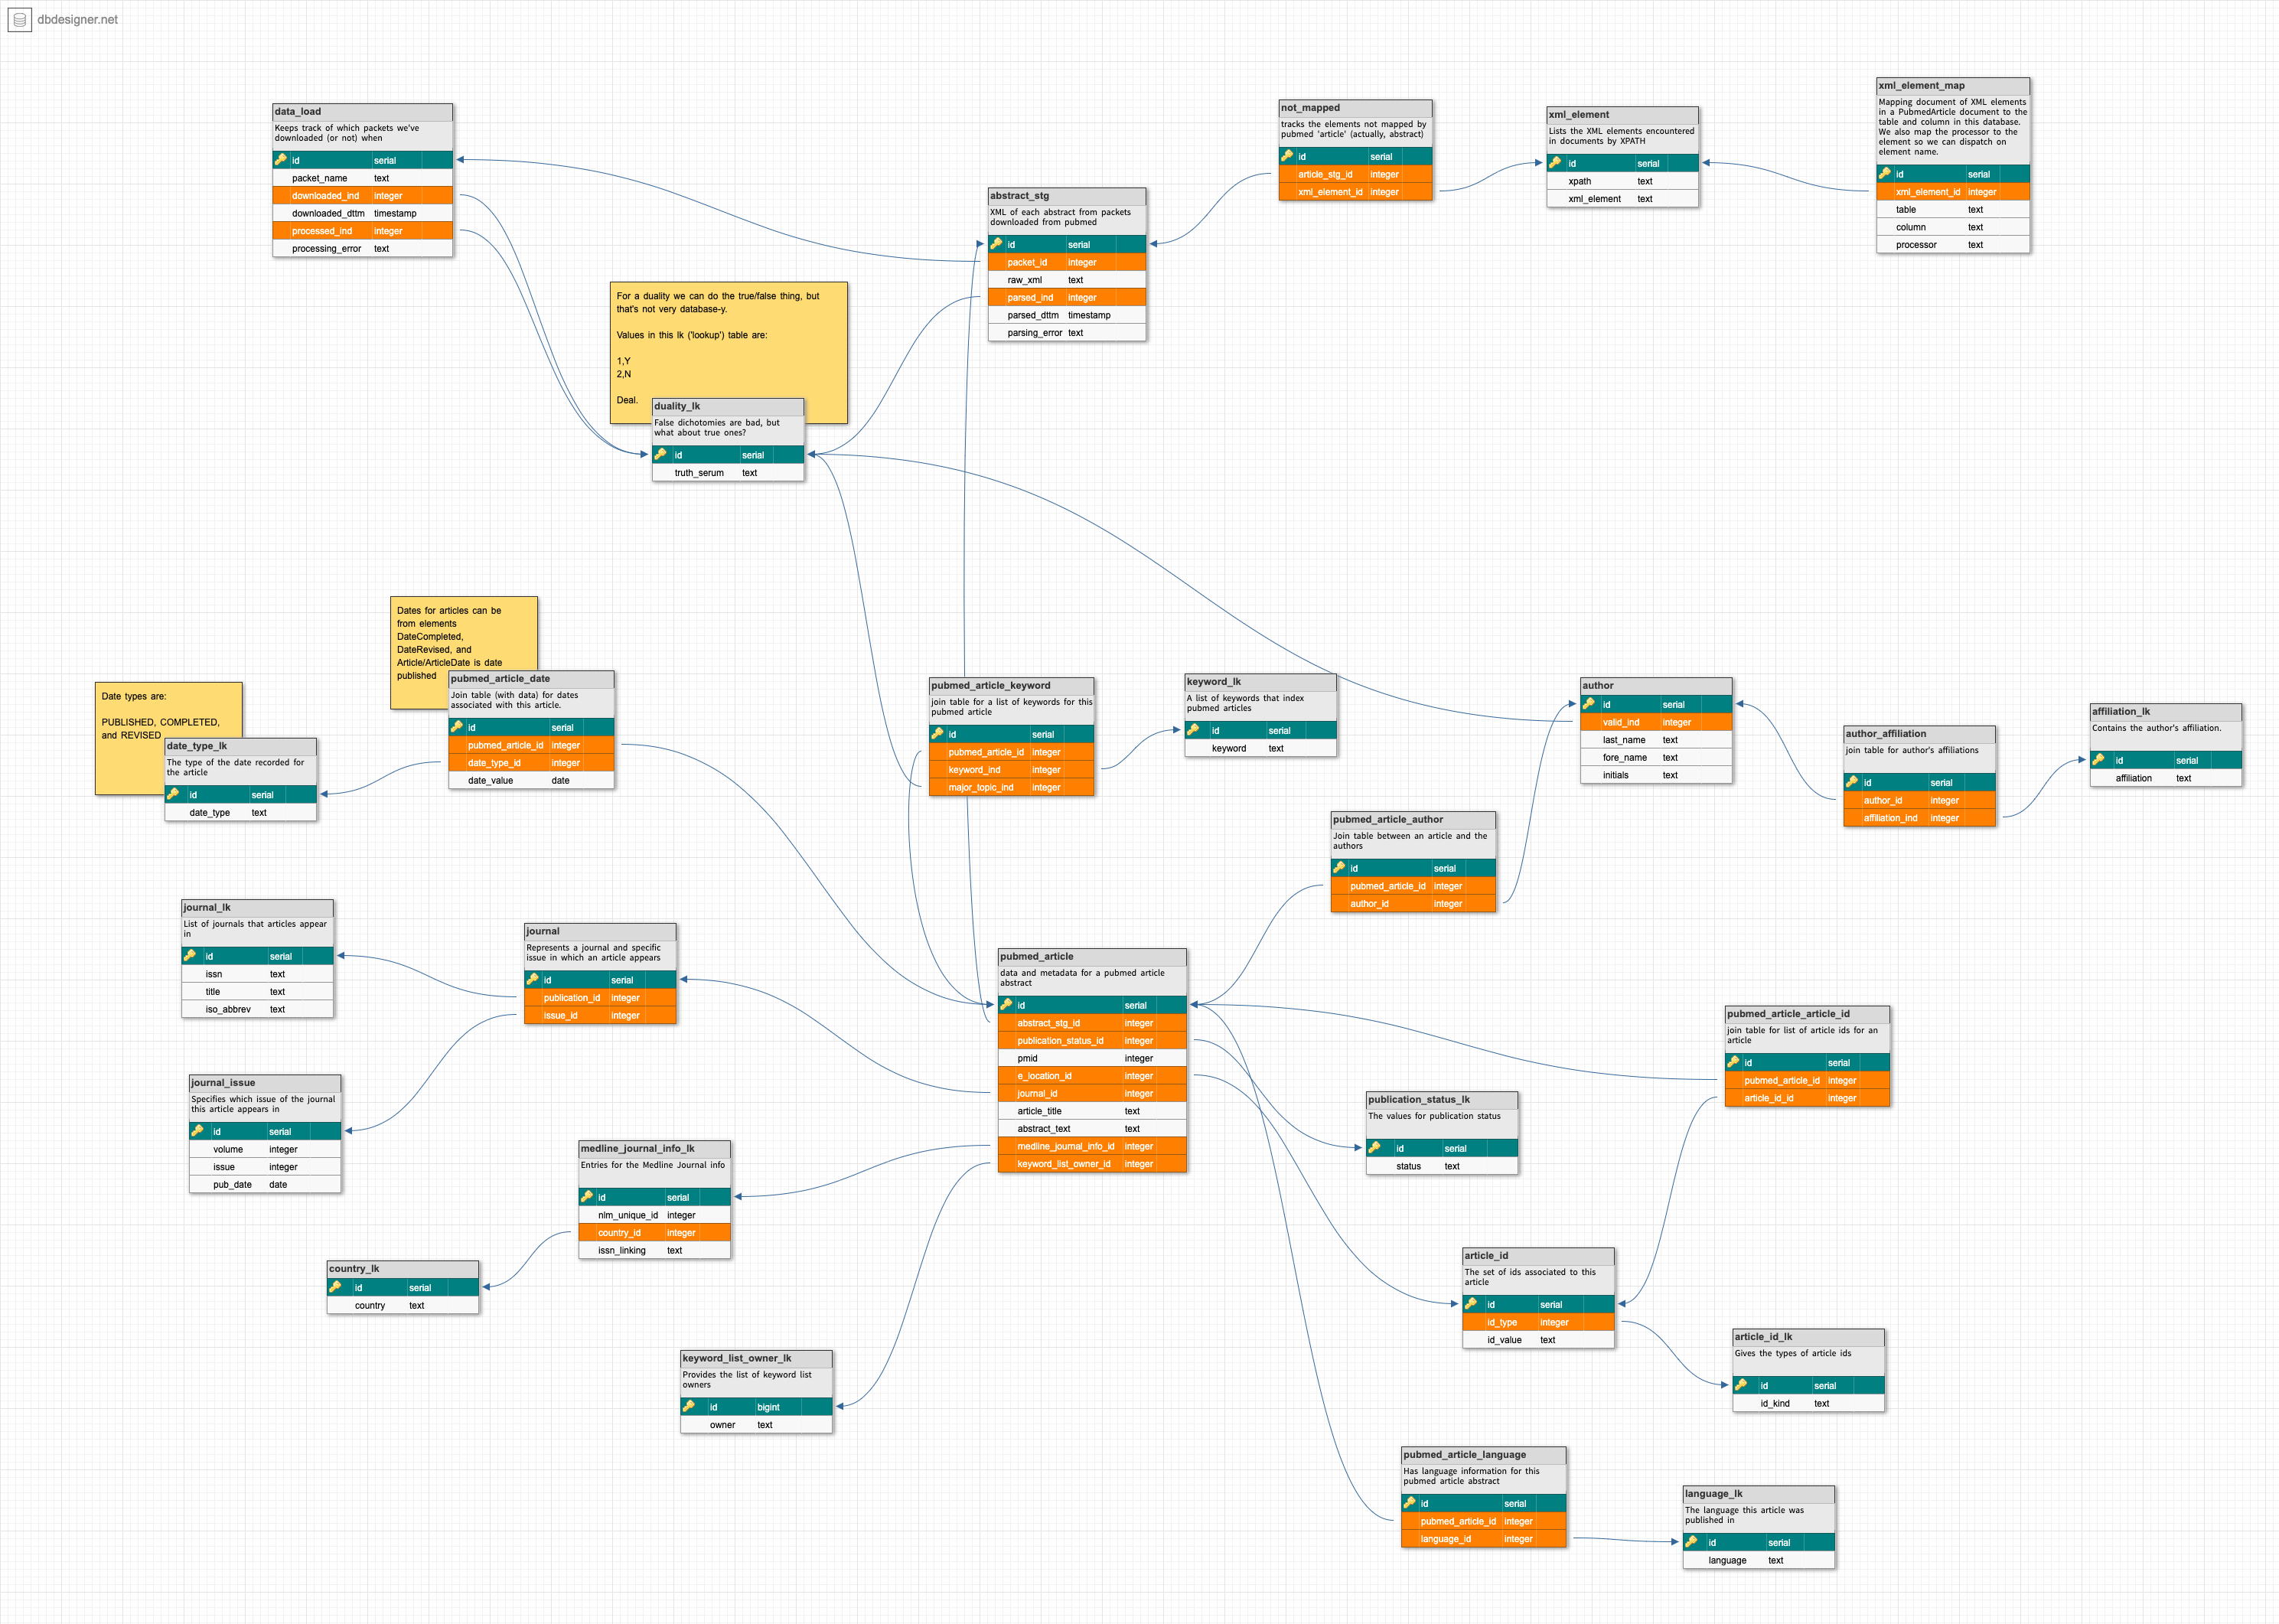 dbdesigner.net
data_load
Keeps track of which packets we've
downloaded (or not) when
id serial
packet_name text
downloaded_ind integer
downloaded_dttm timestamp
processed_ind integer
processing_error text
not_mapped
tracks the elements not mapped by
pubmed 'article' (actually, abstract)
id serial
article_stg_id integer
xml_element_id integer
xml_element
Lists the XML elements encountered
in documents by XPATH
id serial
xpath text
xml_element text
xml_element_map
Mapping document of XML elements
in a PubmedArticle document to the
table and column in this database.
We also map the processor to the
element so we can dispatch on
element name.
id serial
xml_element_id integer
table text
column text
processor text
abstract_stg
XML of each abstract from packets
downloaded from pubmed
id serial
packet_id integer
raw_xml text
parsed_ind integer
parsed_dttm timestamp
parsing_error text
For a duality we can do the true/false thing, but
that's not very database-y.
Values in this lk ('lookup') table are:
1,Y
2,N
Deal.
duality_lk
False dichotomies are bad, but
what about true ones?
id serial
truth_serum text
Dates for articles can be
from elements
DateCompleted,
DateRevised, and
Article/ArticleDate is date
published
pubmed_article_date
Join table (with data) for dates
associated with this article.
id serial
pubmed_article_id integer
date_type_id integer
date_value date
Date types are:
PUBLISHED, COMPLETED,
and REVISED
date_type_lk
The type of the date recorded for
the article
id serial
date_type text
pubmed_article_keyword
join table for a list of keywords for this
pubmed article
id serial
pubmed_article_id integer
keyword_ind integer
major_topic_ind integer
keyword_lk
A list of keywords that index
pubmed articles
id serial
keyword text
author
id serial
valid_ind integer
last_name text
fore_name text
initials text
author_affiliation
join table for author's affiliations
id serial
author_id integer
affiliation_ind integer
affiliation_lk
Contains the author's affiliation.
id serial
affiliation text
pubmed_article_author
Join table between an article and the
authors
id serial
pubmed_article_id integer
author_id integer
journal_lk
List of journals that articles appear
in
id serial
issn text
title text
iso_abbrev text
journal
Represents a journal and specific
issue in which an article appears
id serial
publication_id integer
issue_id integer
pubmed_article
data and metadata for a pubmed article
abstract
id serial
abstract_stg_id integer
publication_status_id integer
pmid integer
e_location_id integer
journal_id integer
article_title text
abstract_text text
medline_journal_info_id integer
keyword_list_owner_id integer
pubmed_article_article_id
join table for list of article ids for an
article
id serial
pubmed_article_id integer
article_id_id integer
journal_issue
Specifies which issue of the journal
this article appears in
id serial
volume integer
issue integer
pub_date date
publication_status_lk
The values for publication status
id serial
status text
medline_journal_info_lk
Entries for the Medline Journal info
id serial
nlm_unique_id integer
country_id integer
issn_linking text
country_lk
id serial
country text
article_id
The set of ids associated to this
article
id serial
id_type integer
id_value text
article_id_lk
Gives the types of article ids
id serial
id_kind text
keyword_list_owner_lk
Provides the list of keyword list
owners
id bigint
owner text
pubmed_article_language
Has language information for this
pubmed article abstract
id serial
pubmed_article_id integer
language_id integer
language_lk
The language this article was
published in
id serial
language text